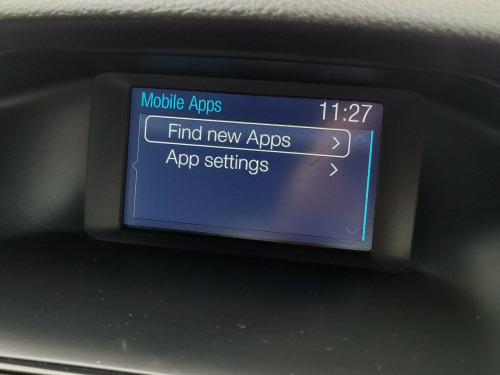 Mobile Apps 11:27
Find new Apps
App settings